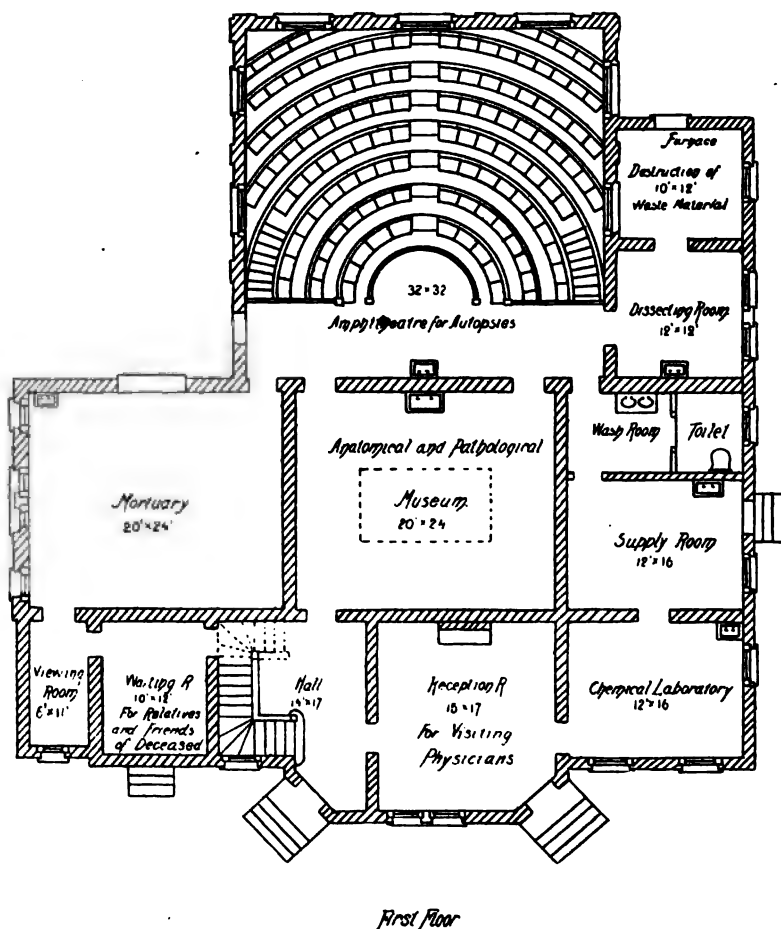 Furnace
Destruction of
10'×12'
Waste Material
32×32
Amphitheatre for Autopsies
Dissecting Room
12'×12'
Anatomical and Pathological
Museum
20'×24
Wash Room
Toilet
Mortuary
20'×24'
Supply Room
12'×16
Viewing
Room
6'×11'
Waiting R
10'×12'
For Relatives
and Friends
of Deceased
Hall
14'×17
Reception R
15'×17
For Visiting
Physicians
Chemical Laboratory
12'×16
First Floor